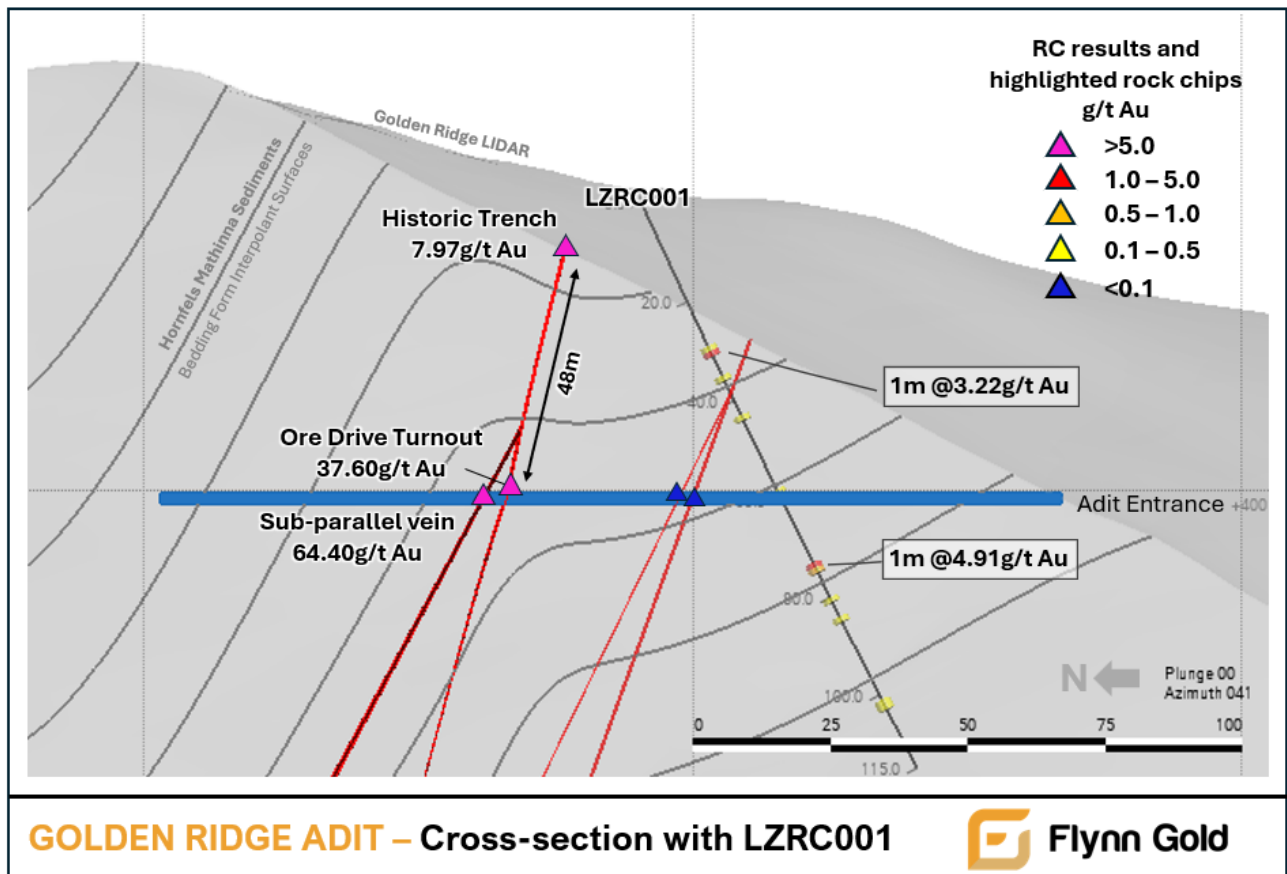 RC results and
highlighted rock chips
g/t Au
>5.0
1.0 – 5.0
0.5 – 1.0
0.1 – 0.5
<0.1
Golden Ridge LIDAR
Hornfels Mathinna Sediments
Bedding Form Interpolant Surfaces
LZRC001
Historic Trench
7.97g/t Au
20.0
48m
1m @3.22g/t Au
40.0
Ore Drive Turnout
37.60g/t Au
Adit Entrance
+400
Sub-parallel vein
64.40g/t Au
1m @4.91g/t Au
80.0
N
Plunge 00
Azimuth 041
100.0
0 25 50 75 100
115.0
GOLDEN RIDGE ADIT – Cross-section with LZRC001
Flynn Gold